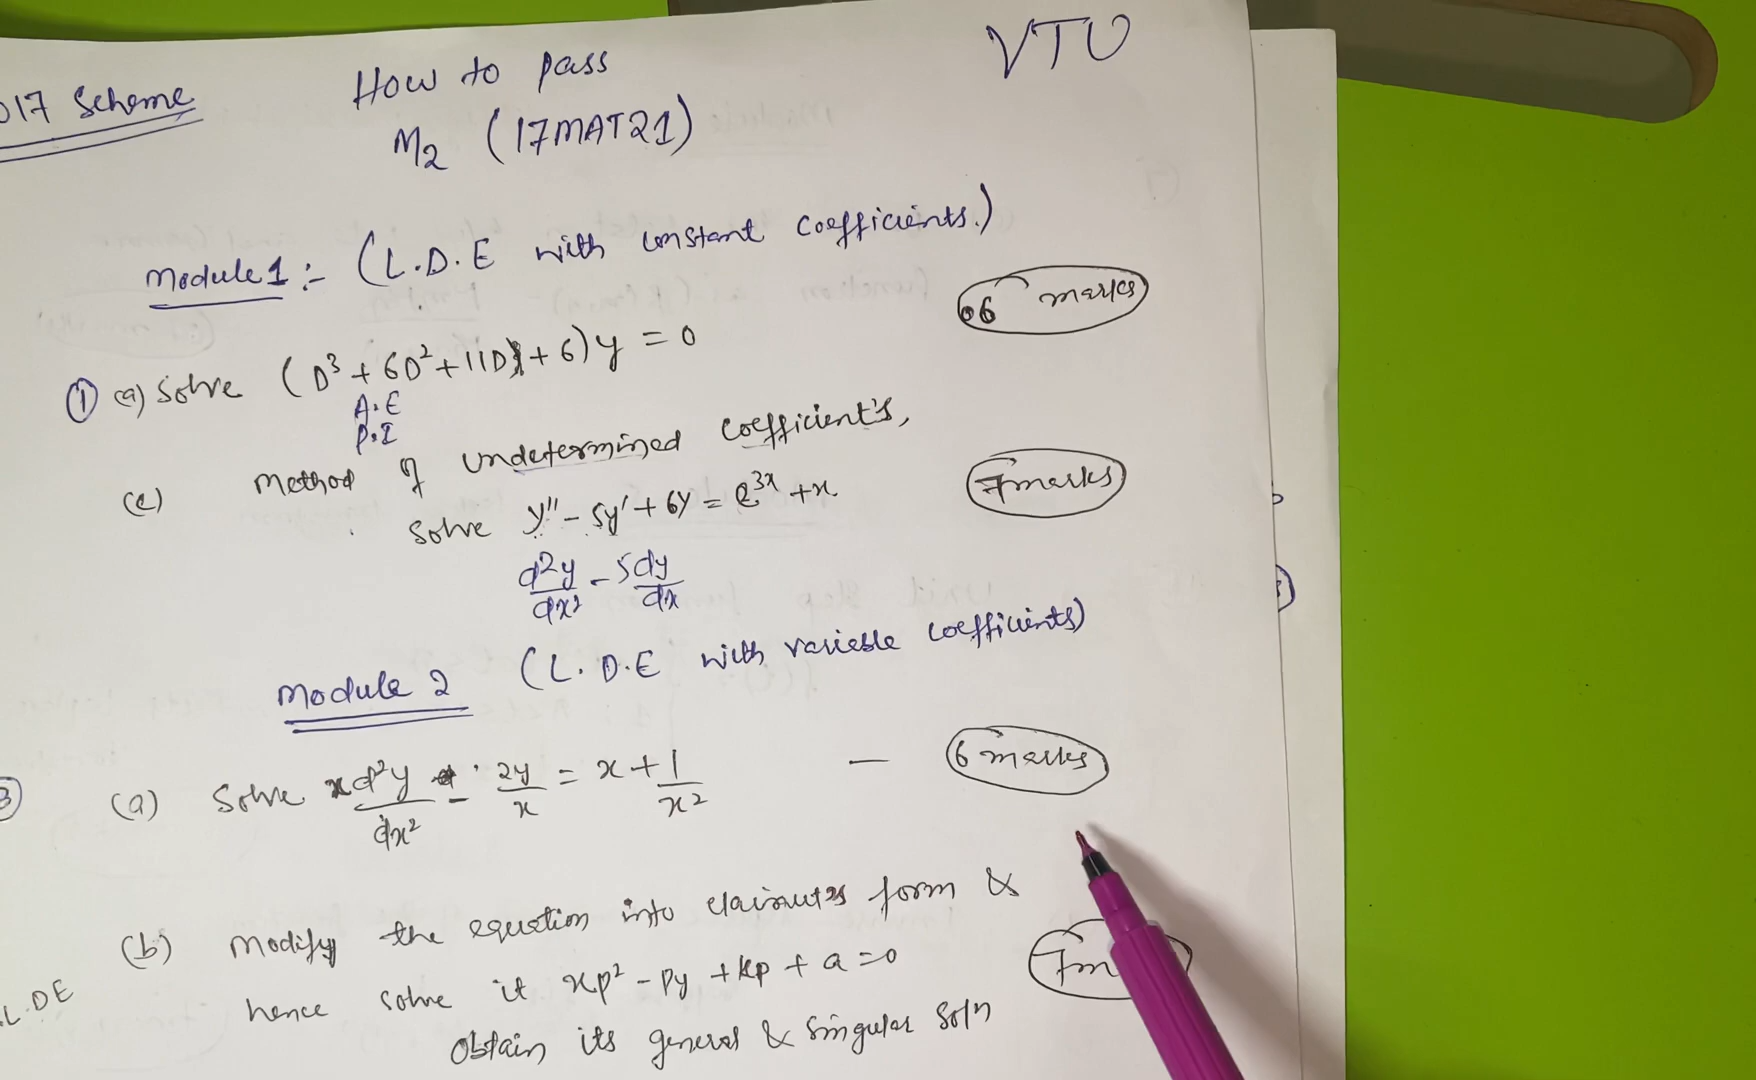 017 Scheme
How to pass
VTU
M2 (17MAT21)
Module 1 :- (L.D.E with constant coefficients.)
① (a) Solve (D³ + 6D² + 11D + 6)y = 0
06 marks
A.E
P.I
(c) Method of undetermined coefficient's,
Solve y'' - 5y' + 6y = e^3x + x.
7 marks
d²y/dx² - 5dy/dx
Module 2 (L.D.E with variable coefficients)
(a) Solve x d²y/dx² - 2y/x = x + 1/x² — 6 marks
(b) Modify the equation into clairauts form &
hence solve it xp² - py + kp + a = 0
7m
L.DE
Obtain its general & singular soln